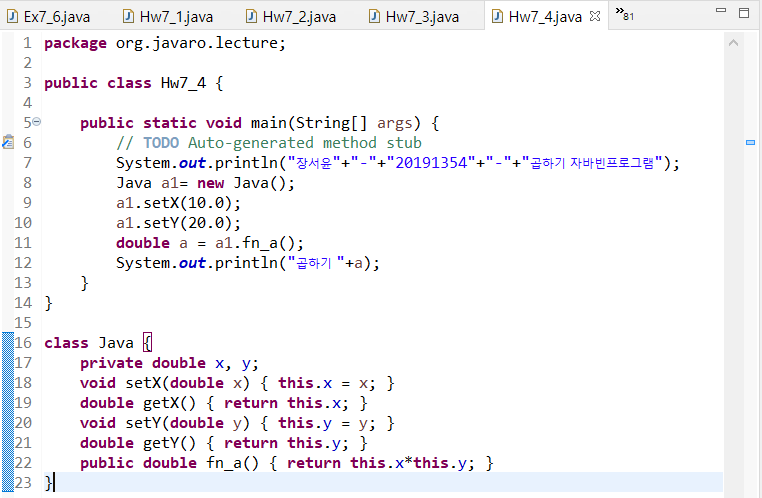 Ex7_6.java Hw7_1.java Hw7_2.java Hw7_3.java Hw7_4.java »81
1 package org.javaro.lecture;
2
3 public class Hw7_4 {
4
5 public static void main(String[] args) {
6 // TODO Auto-generated method stub
7 System.out.println("장서윤"+"-"+"20191354"+"-"+"곱하기 자바빈프로그램");
8 Java a1= new Java();
9 a1.setX(10.0);
10 a1.setY(20.0);
11 double a = a1.fn_a();
12 System.out.println("곱하기 "+a);
13 }
14 }
15
16 class Java {
17 private double x, y;
18 void setX(double x) { this.x = x; }
19 double getX() { return this.x; }
20 void setY(double y) { this.y = y; }
21 double getY() { return this.y; }
22 public double fn_a() { return this.x*this.y; }
23 }